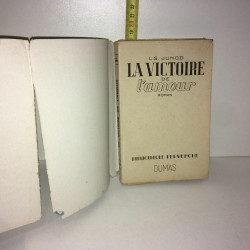 L.S. JUNOD
LA VICTOIRE
DE
l'amour
ROMAN
DUMAS